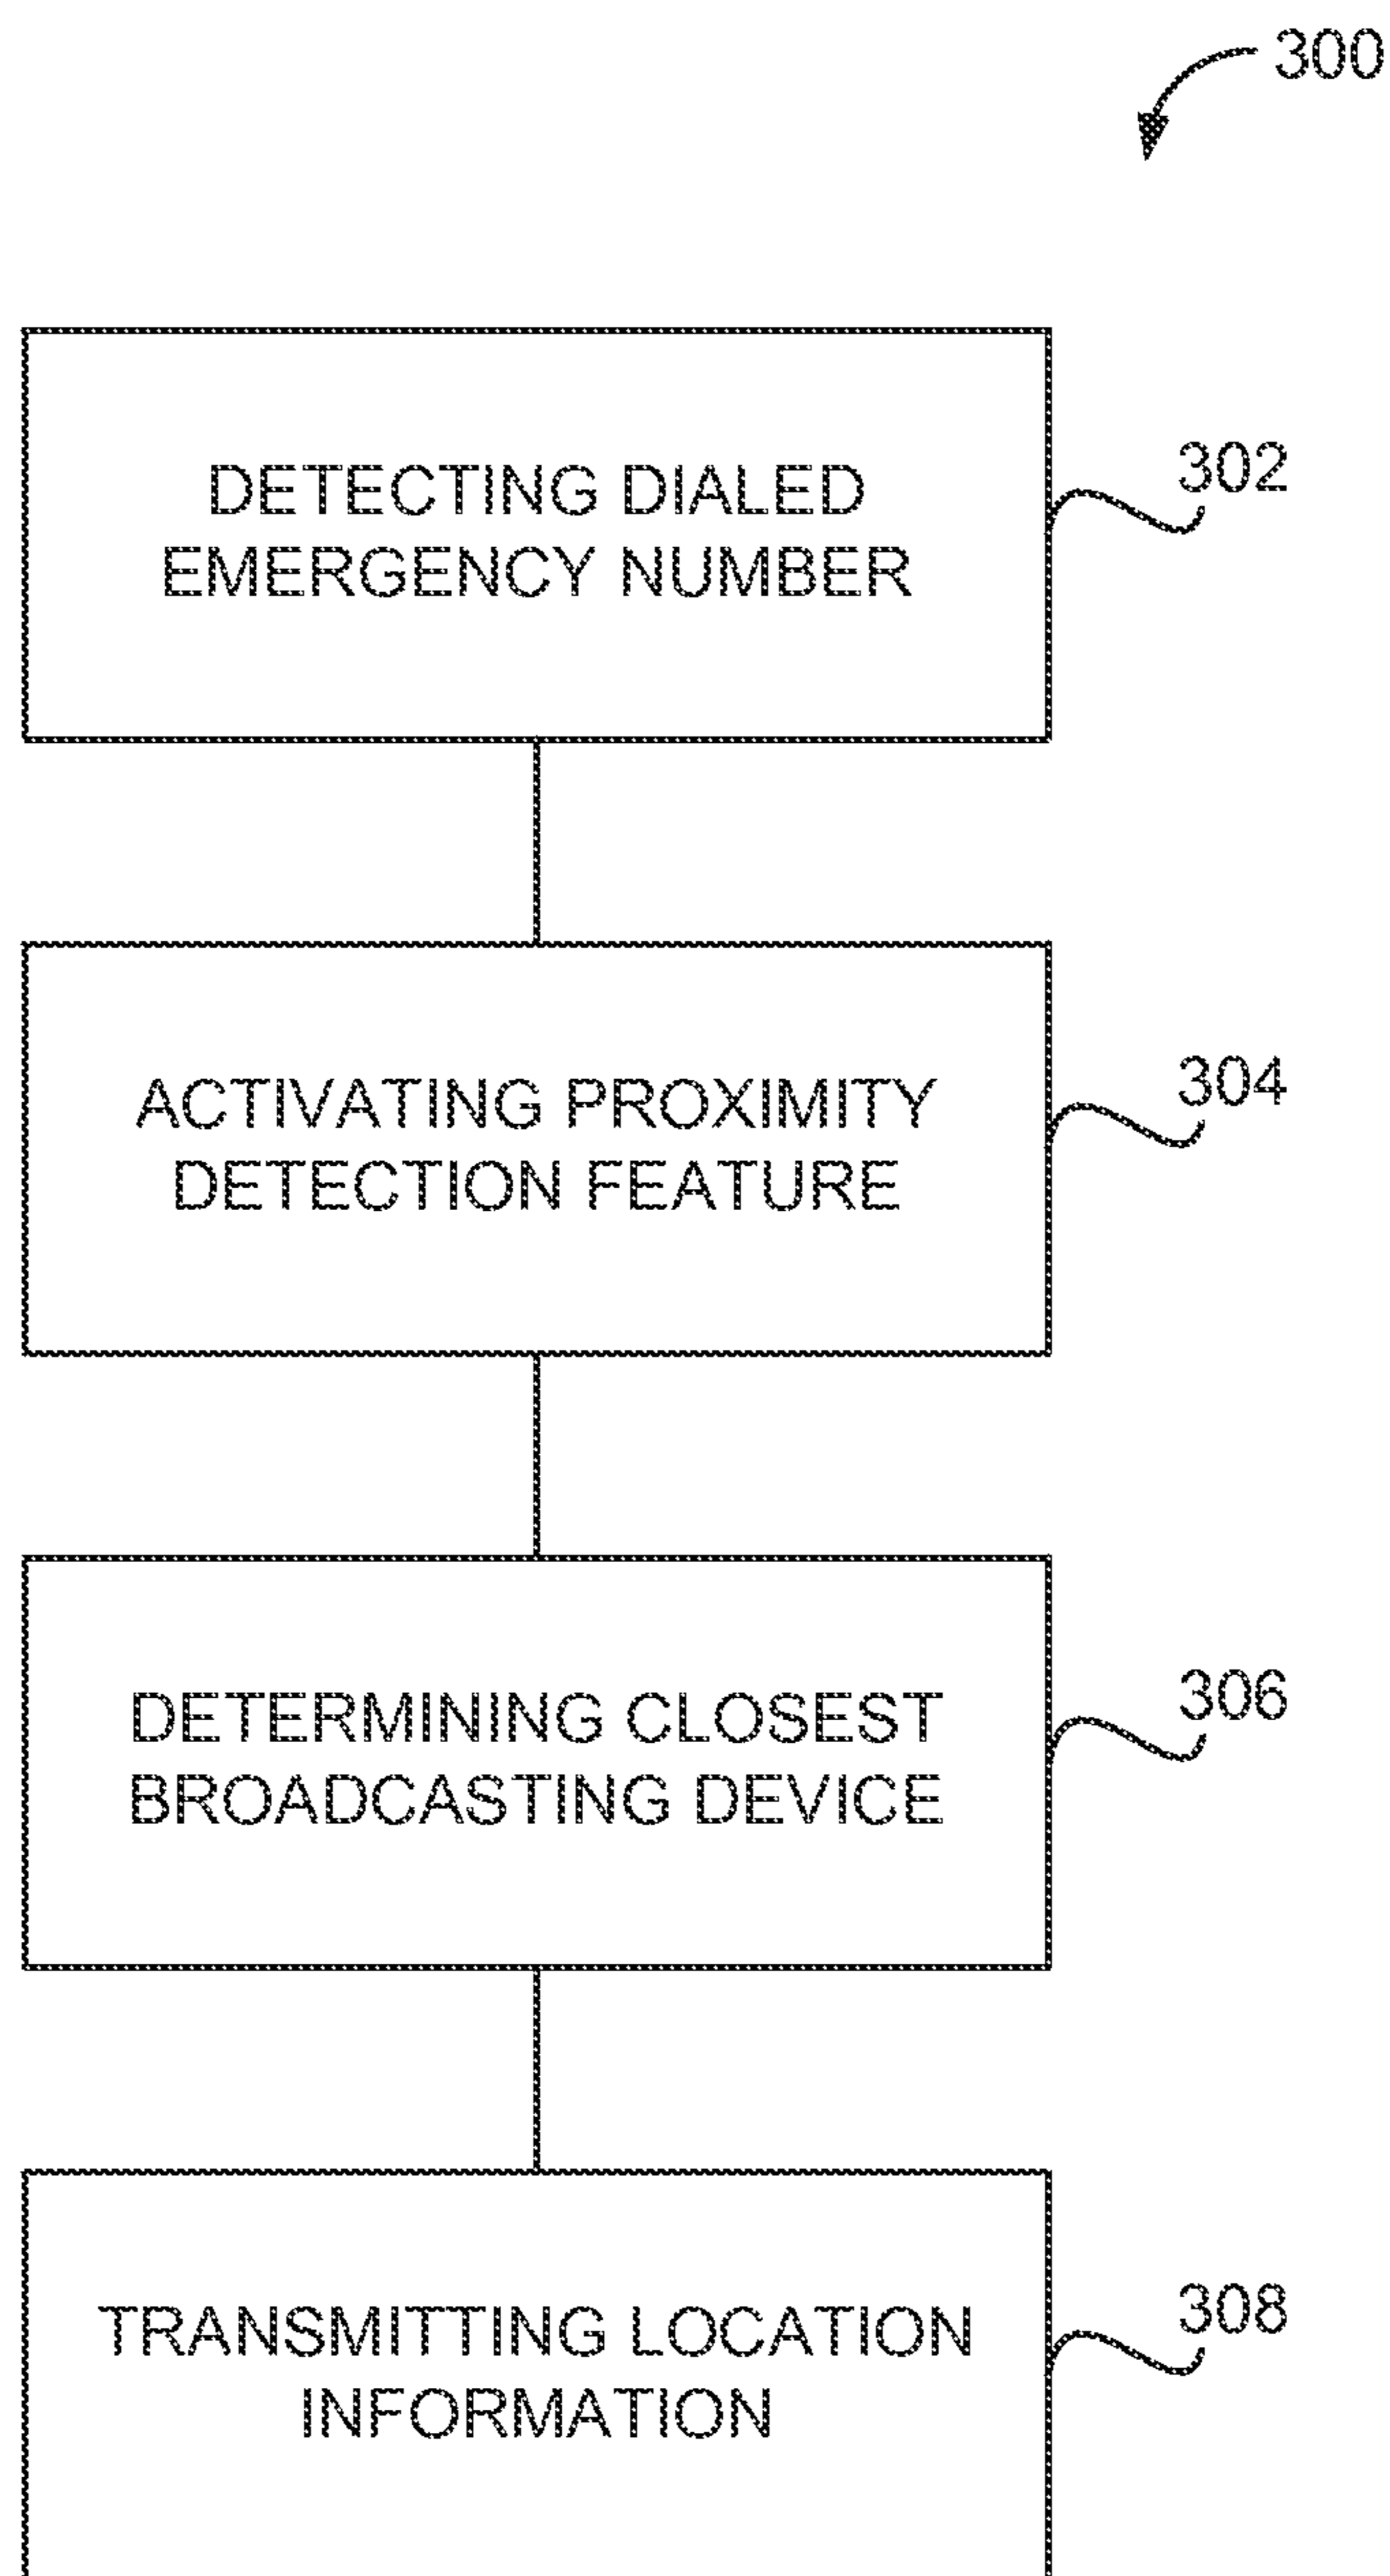 300
DETECTING DIALED
EMERGENCY NUMBER
302
ACTIVATING PROXIMITY
DETECTION FEATURE
304
DETERMINING CLOSEST
BROADCASTING DEVICE
306
TRANSMITTING LOCATION
INFORMATION
308